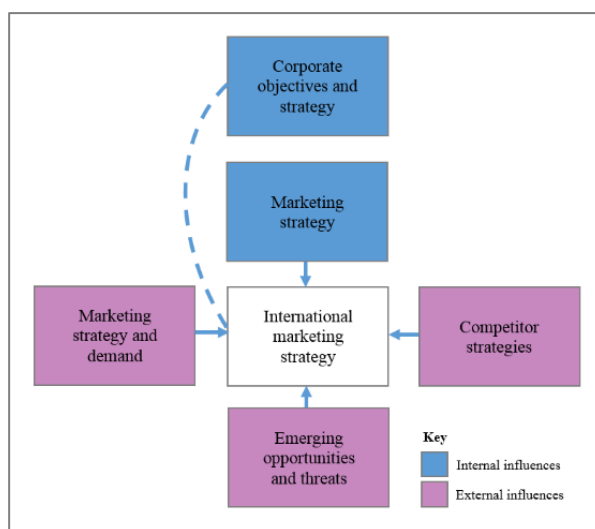 Corporate
objectives and
strategy
Marketing
strategy
Marketing
strategy and
demand
International
marketing
strategy
Competitor
strategies
Emerging
opportunities
and threats
Key
Internal influences
External influences